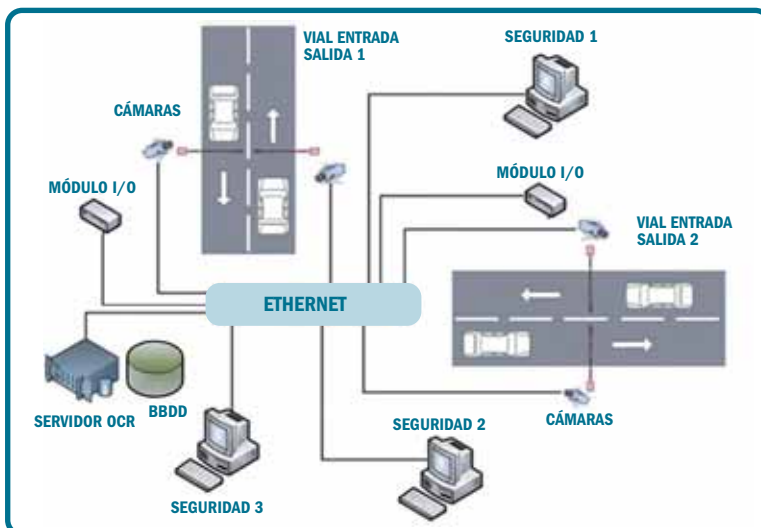 VIAL ENTRADA
SALIDA 1
SEGURIDAD 1
CÁMARAS
MÓDULO I/O
MÓDULO I/O
VIAL ENTRADA
SALIDA 2
ETHERNET
SERVIDOR OCR
BBDD
SEGURIDAD 2
CÁMARAS
SEGURIDAD 3